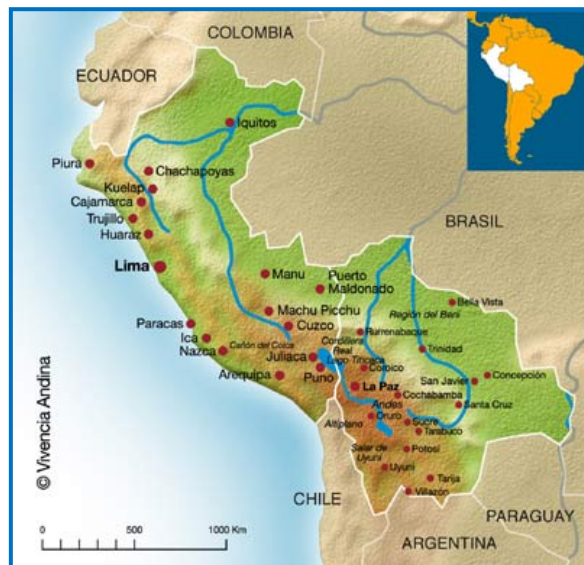 COLOMBIA
ECUADOR
Iquitos
Piura
Chachapoyas
Kuelap
Cajamarca
Trujillo
Huaraz
BRASIL
Lima
Manu
Puerto
Maldonado
Bella Vista
Región del Beni
Machu Picchu
Paracas
Cuzco
Rurrenabaque
Ica
Cañón del Colca
Cordillera
Real
Trinidad
Nazca
Juliaca
Lago Titicaca
Coroico
San Javier
Concepción
Arequipa
Puno
La Paz
Cochabamba
Andes
Santa Cruz
Oruro
Altiplano
Sucre
Tarabuco
Salar de
Uyuni
Potosí
Uyuni
Tarija
Villazón
CHILE
PARAGUAY
ARGENTINA
© Vivencia Andina
0 500 1000 Km